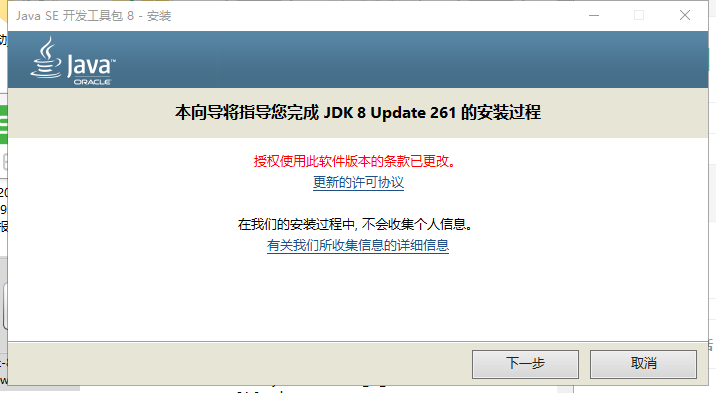 Java SE 开发工具包 8 - 安装
Java™
ORACLE
本向导将指导您完成 JDK 8 Update 261 的安装过程
授权使用此软件版本的条款已更改。
更新的许可协议
在我们的安装过程中, 不会收集个人信息。
有关我们所收集信息的详细信息
下一步
取消